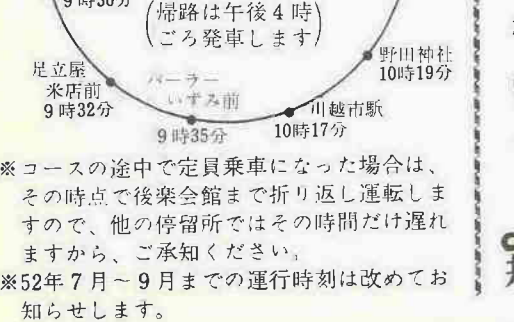 9時30分
(帰路は午後4時
ごろ発車します)
野田神社
10時19分
足立屋
米店前
9時32分
パーラー
いずみ前
9時35分
川越市駅
10時17分
※コースの途中で定員乗車になった場合は、
その時点で後楽会館まで折り返し運転しま
すので、他の停留所ではその時間だけ遅れ
ますから、ご承知ください。
※52年7月~9月までの運行時刻は改めてお
知らせします。